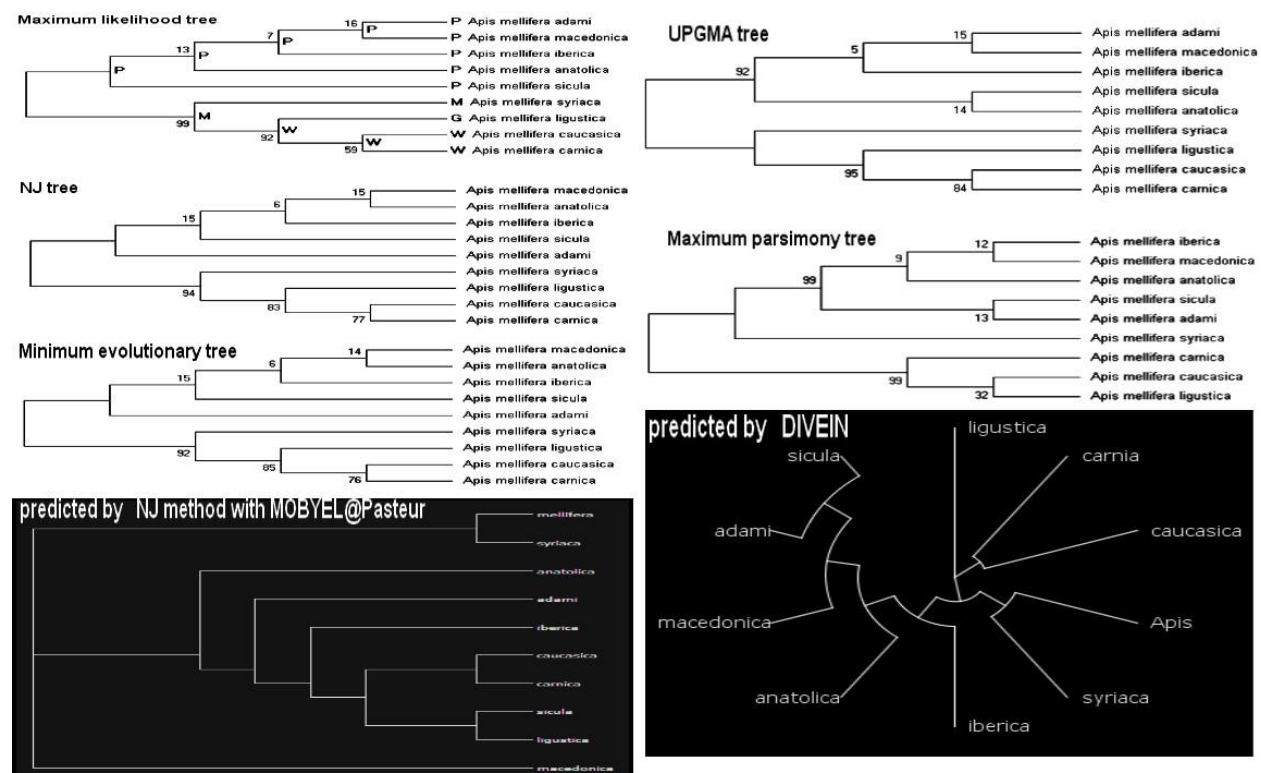 Maximum likelihood tree
16
P Apis mellifera adami
7
P
P Apis mellifera macedonica
13
P
P Apis mellifera iberica
P
P Apis mellifera anatolica
P
P Apis mellifera sicula
M Apis mellifera syriaca
99
M
G Apis mellifera ligustica
92
W
W Apis mellifera caucasica
59
W
W Apis mellifera carnica
NJ tree
15
Apis mellifera macedonica
6
Apis mellifera anatolica
15
Apis mellifera iberica
Apis mellifera sicula
Apis mellifera adami
Apis mellifera syriaca
94
Apis mellifera ligustica
83
Apis mellifera caucasica
77
Apis mellifera carnica
Minimum evolutionary tree
14
Apis mellifera macedonica
6
Apis mellifera anatolica
15
Apis mellifera iberica
Apis mellifera sicula
Apis mellifera adami
Apis mellifera syriaca
92
Apis mellifera ligustica
85
Apis mellifera caucasica
76
Apis mellifera carnica
predicted by NJ method with MOBYEL@Pasteur
mellifera
syriaca
anatolica
adami
iberica
caucasica
carnica
sicula
ligustica
macedonica
UPGMA tree
15
Apis mellifera adami
5
Apis mellifera macedonica
92
Apis mellifera iberica
Apis mellifera sicula
14
Apis mellifera anatolica
Apis mellifera syriaca
Apis mellifera ligustica
95
Apis mellifera caucasica
84
Apis mellifera carnica
Maximum parsimony tree
12
Apis mellifera iberica
9
Apis mellifera macedonica
99
Apis mellifera anatolica
Apis mellifera sicula
13
Apis mellifera adami
Apis mellifera syriaca
Apis mellifera carnica
99
Apis mellifera caucasica
32
Apis mellifera ligustica
predicted by DIVEIN
ligustica
sicula
carnia
adami
caucasica
macedonica
Apis
anatolica
syriaca
iberica